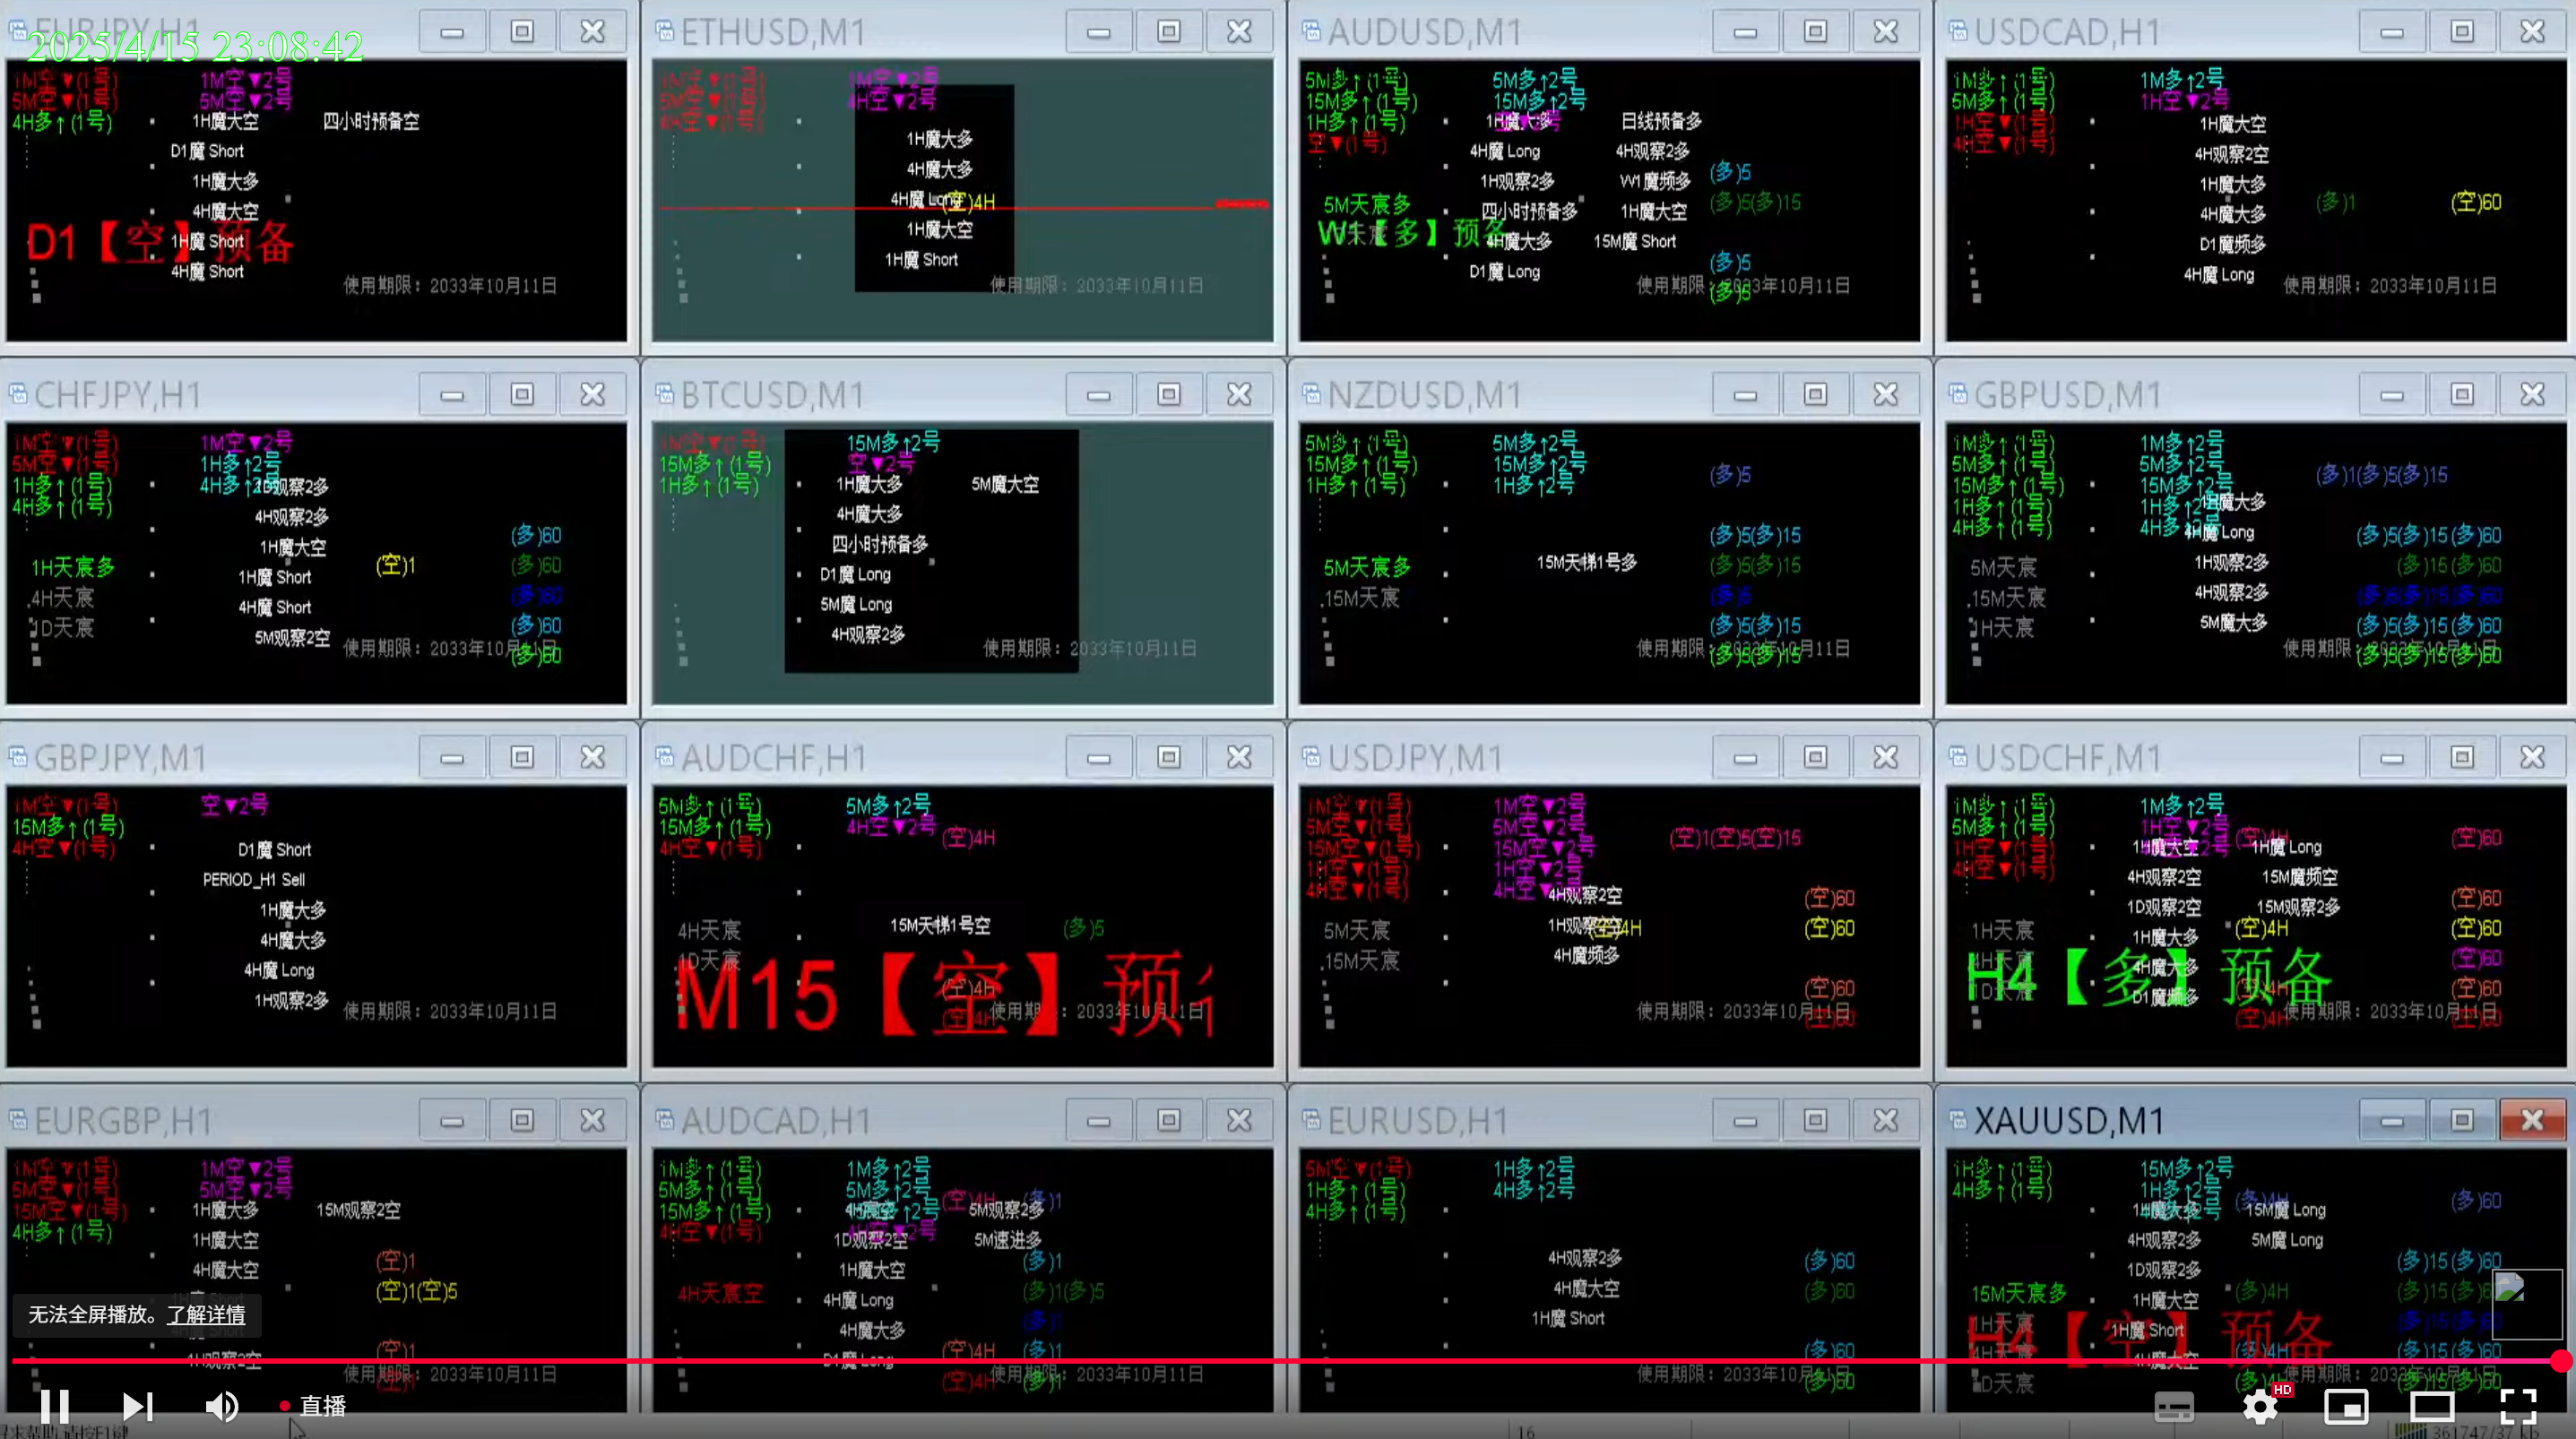 EURJPY,H1
2025/4/15 23:08:42
1M空▼(1号)
1M空▼2号
5M空▼(1号)
5M空▼2号
4H多↑(1号)
1H魔大空
四小时预备空
D1魔 Short
1H魔大多
4H魔大空
D1【空】预备
1H魔 Short
4H魔 Short
使用期限：2033年10月11日
ETHUSD,M1
1M空▼(1号)
1M空▼2号
5M空▼(1号)
4H空▼2号
4H空▼(1号)
1H魔大多
4H魔大多
4H魔 Long
(空)4H
1H魔大空
1H魔 Short
使用期限：2033年10月11日
AUDUSD,M1
5M多↑(1号)
5M多↑2号
15M多↑(1号)
15M多↑2号
1H多↑(1号)
1H魔大多
日线预备多
空▼(1号)
4H魔 Long
4H观察2多
(多)5
1H观察2多
W1魔频多
5M天宸多
(多)5(多)15
四小时预备多
1H魔大空
W1【多】预备
4H魔大多
15M魔 Short
D1魔 Long
(多)5
使用期限：2033年10月11日
(多)5
USDCAD,H1
1M多↑(1号)
1M多↑2号
5M多↑(1号)
1H空▼2号
1H空▼(1号)
4H空▼(1号)
1H魔大空
4H观察2空
1H魔大多
4H魔大多
(多)1
(空)60
D1魔频多
4H魔 Long
使用期限：2033年10月11日
CHFJPY,H1
1M空▼(1号)
1M空▼2号
5M空▼(1号)
1H多↑2号
1H多↑(1号)
4H多↑2号
1D观察2多
4H多↑(1号)
4H观察2多
(多)60
1H魔大空
1H天宸多
(空)1
(多)60
1H魔 Short
4H天宸
4H魔 Short
(多)60
1D天宸
5M观察2空
(多)60
使用期限：2033年10月11日
(多)60
BTCUSD,M1
1M空▼(1号)
15M多↑2号
15M多↑(1号)
空▼2号
1H多↑(1号)
1H魔大多
5M魔大空
4H魔大多
四小时预备多
D1魔 Long
5M魔 Long
4H观察2多
使用期限：2033年10月11日
NZDUSD,M1
5M多↑(1号)
5M多↑2号
15M多↑(1号)
15M多↑2号
(多)5
1H多↑(1号)
1H多↑2号
(多)5(多)15
5M天宸多
15M天梯1号多
(多)5(多)15
15M天宸
(多)5
(多)5(多)15
使用期限：2033年10月11日
(多)5(多)15
GBPUSD,M1
1M多↑(1号)
1M多↑2号
5M多↑(1号)
5M多↑2号
(多)1(多)5(多)15
15M多↑(1号)
15M多↑2号
1H多↑(1号)
1H多↑2号
1H魔大多
4H多↑(1号)
4H多↑2号
4H魔 Long
(多)5(多)15(多)60
5M天宸
1H观察2多
(多)15(多)60
15M天宸
4H观察2多
(多)5(多)15(多)60
1H天宸
5M魔大多
(多)5(多)15(多)60
使用期限：2033年10月11日
(多)5(多)15(多)60
GBPJPY,M1
1M空▼(1号)
空▼2号
15M多↑(1号)
4H空▼(1号)
D1魔 Short
PERIOD_H1 Sell
1H魔大多
4H魔大多
4H魔 Long
1H观察2多
使用期限：2033年10月11日
AUDCHF,H1
5M多↑(1号)
5M多↑2号
15M多↑(1号)
4H空▼2号
(空)4H
4H空▼(1号)
4H天宸
15M天梯1号空
(多)5
1D天宸
M15【空】预
(空)4H
(空)4H
使用期限：2033年10月11日
USDJPY,M1
1M空▼(1号)
1M空▼2号
5M空▼(1号)
5M空▼2号
(空)1(空)5(空)15
15M空▼(1号)
15M空▼2号
1H空▼(1号)
1H空▼2号
4H空▼(1号)
4H空▼2号
4H观察2空
(空)60
5M天宸
1H观察2空
(空)4H
(空)60
15M天宸
4H魔频多
(空)60
使用期限：2033年10月11日
(空)60
USDCHF,M1
1M多↑(1号)
1M多↑2号
5M多↑(1号)
1H空▼2号
(空)4H
(空)60
1H空▼(1号)
1H魔大空
1H魔 Long
4H空▼(1号)
4H观察2空
15M魔频空
1D观察2空
15M观察2多
(空)60
1H天宸
1H魔大多
(空)4H
(空)60
4H天宸
4H魔大多
(空)60
H4【多】预备
1D天宸
D1魔频多
(空)4H
(空)60
使用期限：2033年10月11日
(空)4H
(空)60
EURGBP,H1
1M空▼(1号)
1M空▼2号
5M空▼(1号)
5M空▼2号
15M空▼(1号)
1H魔大多
15M观察2空
4H多↑(1号)
1H魔大空
4H魔大空
(空)1
(空)1(空)5
无法全屏播放。了解详情
(空)1
1H观察2空
使用期限：2033年10月11日
(空)1
AUDCAD,H1
1M多↑(1号)
1M多↑2号
5M多↑(1号)
5M多↑2号
(空)4H
(多)1
15M多↑(1号)
15M多↑2号
5M观察2多
4H空▼(1号)
4H空▼2号
1D观察2空
5M速进多
1H魔大空
(多)1
4H天宸空
4H魔 Long
(多)1(多)5
4H魔大多
(多)1
D1魔 Long
(空)4H
(多)1
使用期限：2033年10月11日
(空)4H
(多)1
EURUSD,H1
5M空▼(1号)
1H多↑2号
1H多↑(1号)
4H多↑2号
4H多↑(1号)
4H观察2多
(多)60
4H魔大空
(多)60
1H魔 Short
(多)60
使用期限：2033年10月11日
(多)60
XAUUSD,M1
1H多↑(1号)
15M多↑2号
4H多↑(1号)
1H多↑2号
(多)4H
(多)60
1H魔大多
15M魔 Long
4H观察2多
5M魔 Long
1D观察2多
(多)15(多)60
15M天宸多
1H魔大空
(多)4H
(多)15(多)6
1H天宸
1H魔 Short
(多)15(多)60
H4【空】预备
4H天宸
4H魔大空
(多)4H
(多)15(多)60
使用期限：2033年10月11日
1D天宸
(多)4H
(多)15(多)60
直播
HD
16
361747/37 kb